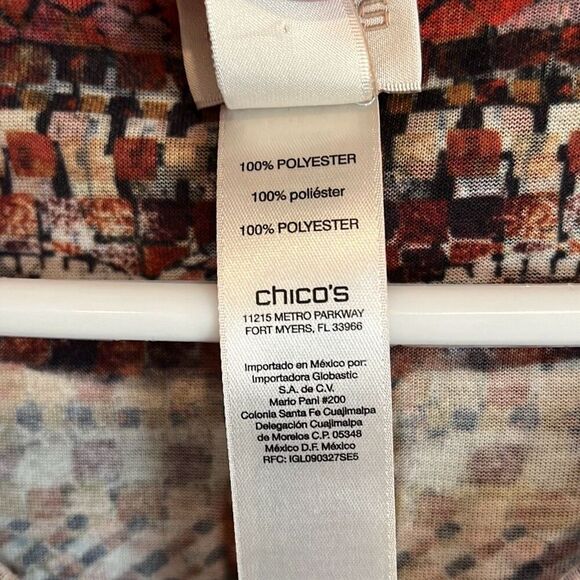 100% POLYESTER
100% poliéster
100% POLYESTER
chico's
11215 METRO PARKWAY
FORT MYERS, FL 33966
Importado en México por:
Importadora Globastic
S.A. de C.V.
Mario Pani #200
Colonia Santa Fe Cuajimalpa
Delegación Cuajimalpa
de Morelos C.P. 05348
México D.F. México
RFC: IGL090327SE5